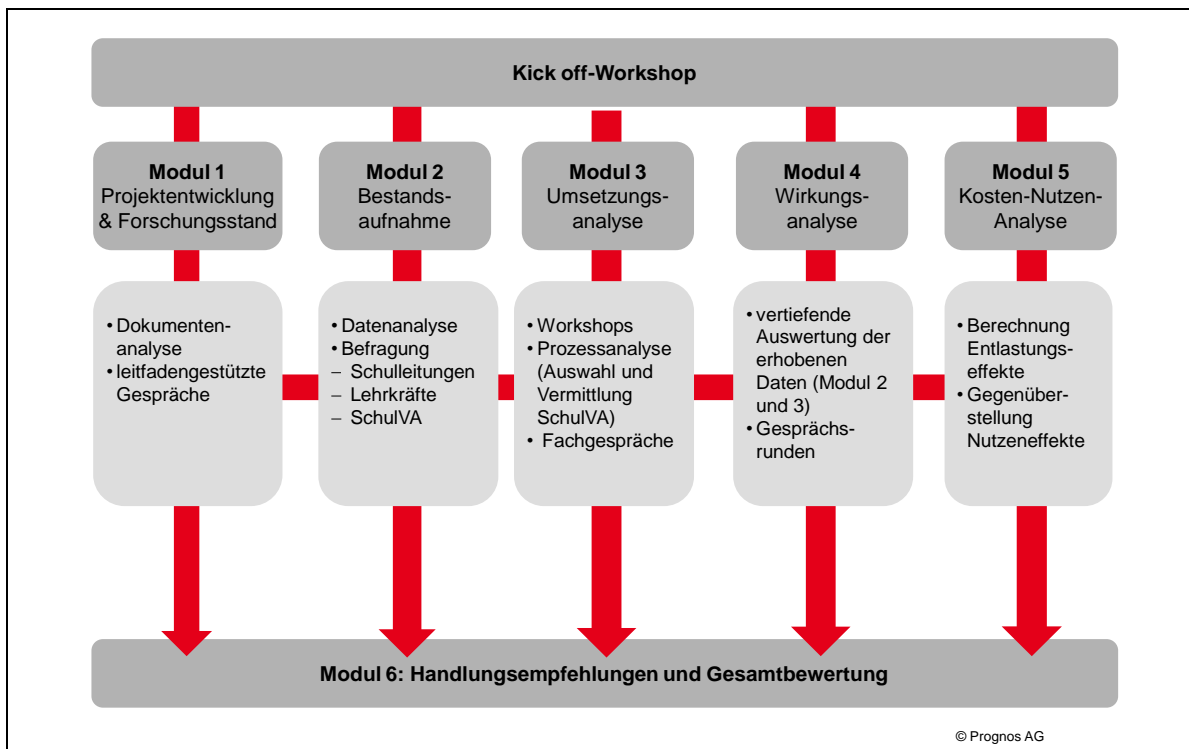 Kick off-Workshop
Modul 1
Projektentwicklung
& Forschungsstand
Modul 2
Bestands-
aufnahme
Modul 3
Umsetzungs-
analyse
Modul 4
Wirkungs-
analyse
Modul 5
Kosten-Nutzen-
Analyse
• Dokumenten-
analyse
• leitfadengestützte
Gespräche
• Datenanalyse
• Befragung
– Schulleitungen
– Lehrkräfte
– SchulVA
• Workshops
• Prozessanalyse
(Auswahl und
Vermittlung
SchulVA)
• Fachgespräche
• vertiefende
Auswertung der
erhobenen
Daten (Modul 2
und 3)
• Gesprächs-
runden
• Berechnung
Entlastungs-
effekte
• Gegenüber-
stellung
Nutzeneffekte
Modul 6: Handlungsempfehlungen und Gesamtbewertung
© Prognos AG